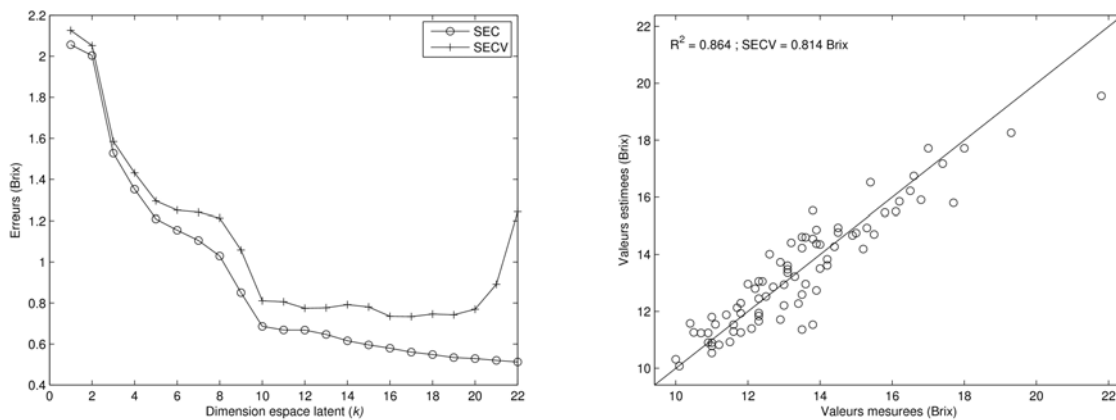 2.2
2
1.8
1.6
1.4
1.2
1
0.8
0.6
0.4
Erreurs (Brix)
0 2 4 6 8 10 12 14 16 18 20 22
Dimension espace latent (k)
SEC
SECV
22
20
18
16
14
12
10
Valeurs estimees (Brix)
R² = 0.864 ; SECV = 0.814 Brix
10 12 14 16 18 20 22
Valeurs mesurees (Brix)